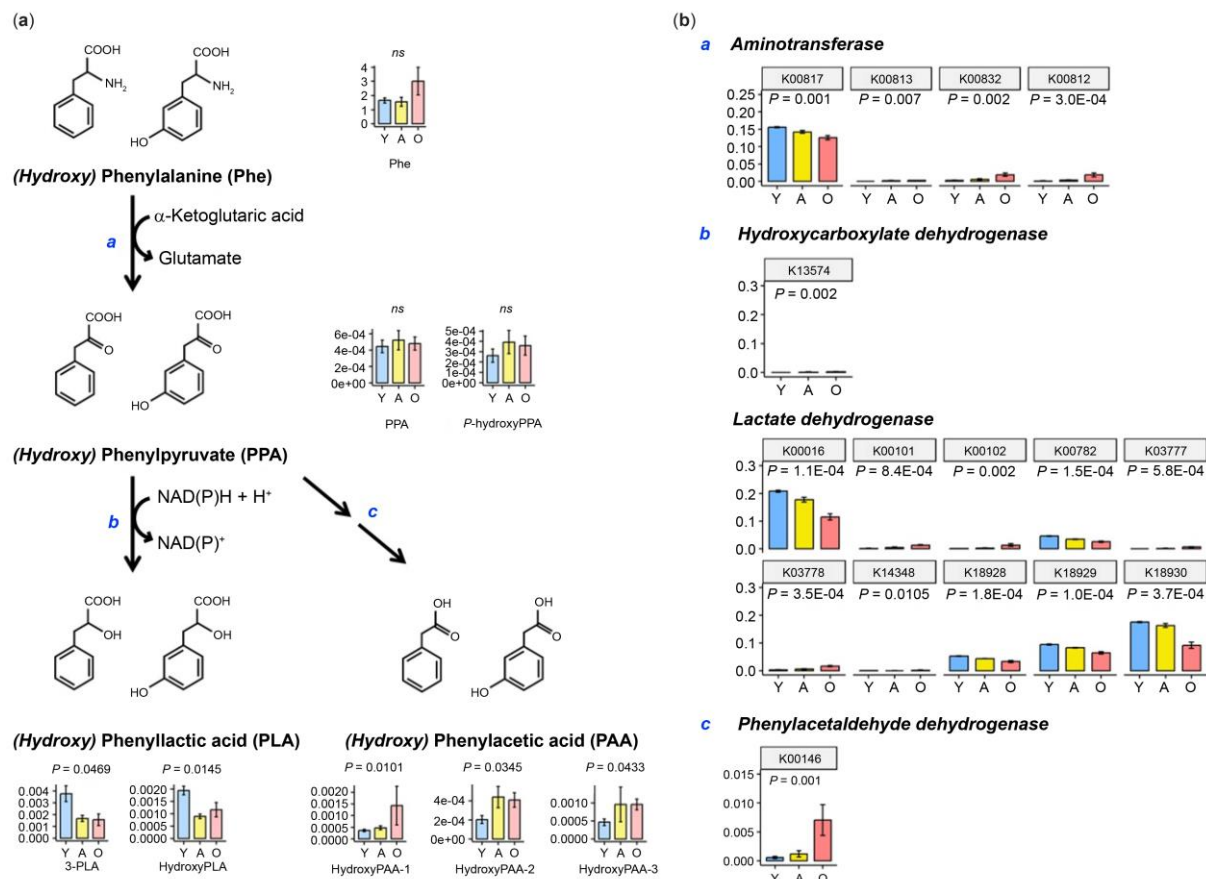 (a)
COOH
NH2
COOH
NH2
HO
ns
4
3
2
1
0
Y A O
Phe
(Hydroxy) Phenylalanine (Phe)
α-Ketoglutaric acid
a
Glutamate
COOH
O
COOH
O
HO
ns
6e-04
4e-04
2e-04
0e+00
Y A O
PPA
ns
5e-04
4e-04
3e-04
2e-04
1e-04
0e+00
Y A O
P-hydroxyPPA
(Hydroxy) Phenylpyruvate (PPA)
NAD(P)H + H+
b
NAD(P)+
c
COOH
OH
COOH
OH
HO
OH
O
OH
O
HO
(Hydroxy) Phenyllactic acid (PLA)
P = 0.0469
0.004
0.003
0.002
0.001
0.000
Y A O
3-PLA
P = 0.0145
0.0020
0.0015
0.0010
0.0005
0.0000
Y A O
HydroxyPLA
(Hydroxy) Phenylacetic acid (PAA)
P = 0.0101
0.0020
0.0015
0.0010
0.0005
0.0000
Y A O
HydroxyPAA-1
P = 0.0345
4e-04
2e-04
0e+00
Y A O
HydroxyPAA-2
P = 0.0433
0.0010
0.0005
0.0000
Y A O
HydroxyPAA-3
(b)
a Aminotransferase
K00817 K00813 K00832 K00812
P = 0.001 P = 0.007 P = 0.002 P = 3.0E-04
0.25
0.20
0.15
0.10
0.05
0.00
Y A O Y A O Y A O Y A O
b Hydroxycarboxylate dehydrogenase
K13574
P = 0.002
0.3
0.2
0.1
0.0
Y A O
Lactate dehydrogenase
K00016 K00101 K00102 K00782 K03777
P = 1.1E-04 P = 8.4E-04 P = 0.002 P = 1.5E-04 P = 5.8E-04
0.3
0.2
0.1
0.0
K03778 K14348 K18928 K18929 K18930
P = 3.5E-04 P = 0.0105 P = 1.8E-04 P = 1.0E-04 P = 3.7E-04
0.3
0.2
0.1
0.0
Y A O Y A O Y A O Y A O Y A O
c Phenylacetaldehyde dehydrogenase
K00146
P = 0.001
0.015
0.010
0.005
0.000
Y A O